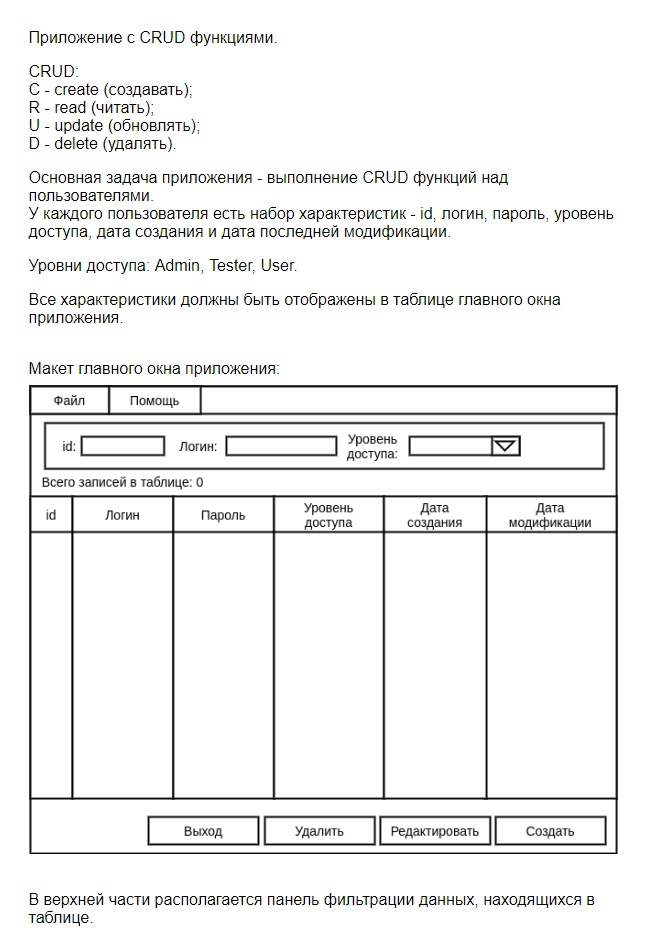 Приложение с CRUD функциями.
CRUD:
C - create (создавать);
R - read (читать);
U - update (обновлять);
D - delete (удалять).
Основная задача приложения - выполнение CRUD функций над
пользователями.
У каждого пользователя есть набор характеристик - id, логин, пароль, уровень
доступа, дата создания и дата последней модификации.
Уровни доступа: Admin, Tester, User.
Все характеристики должны быть отображены в таблице главного окна
приложения.
Макет главного окна приложения:
Файл Помощь
id: Логин: Уровень
доступа:
Всего записей в таблице: 0
id Логин Пароль Уровень Дата Дата
доступа создания модификации
Выход Удалить Редактировать Создать
В верхней части располагается панель фильтрации данных, находящихся в
таблице.